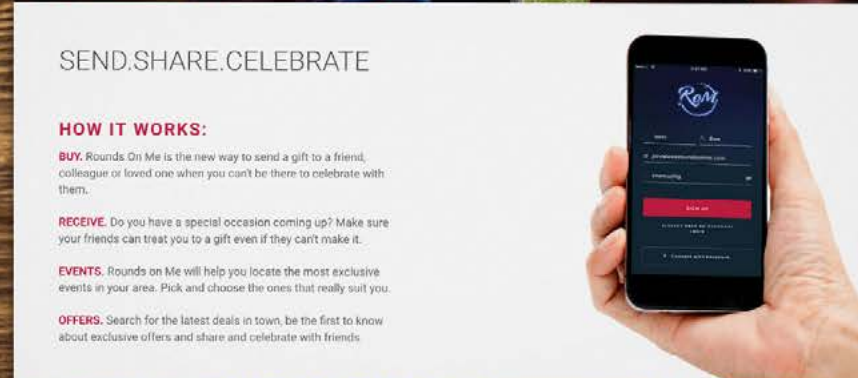 SEND.SHARE.CELEBRATE
HOW IT WORKS:
BUY. Rounds On Me is the new way to send a gift to a friend,
colleague or loved one when you can't be there to celebrate with
them.
RECEIVE. Do you have a special occasion coming up? Make sure
your friends can treat you to a gift even if they can't make it.
EVENTS. Rounds on Me will help you locate the most exclusive
events in your area. Pick and choose the ones that really suit you.
OFFERS. Search for the latest deals in town, be the first to know
about exclusive offers and share and celebrate with friends
RoM
SIGN UP